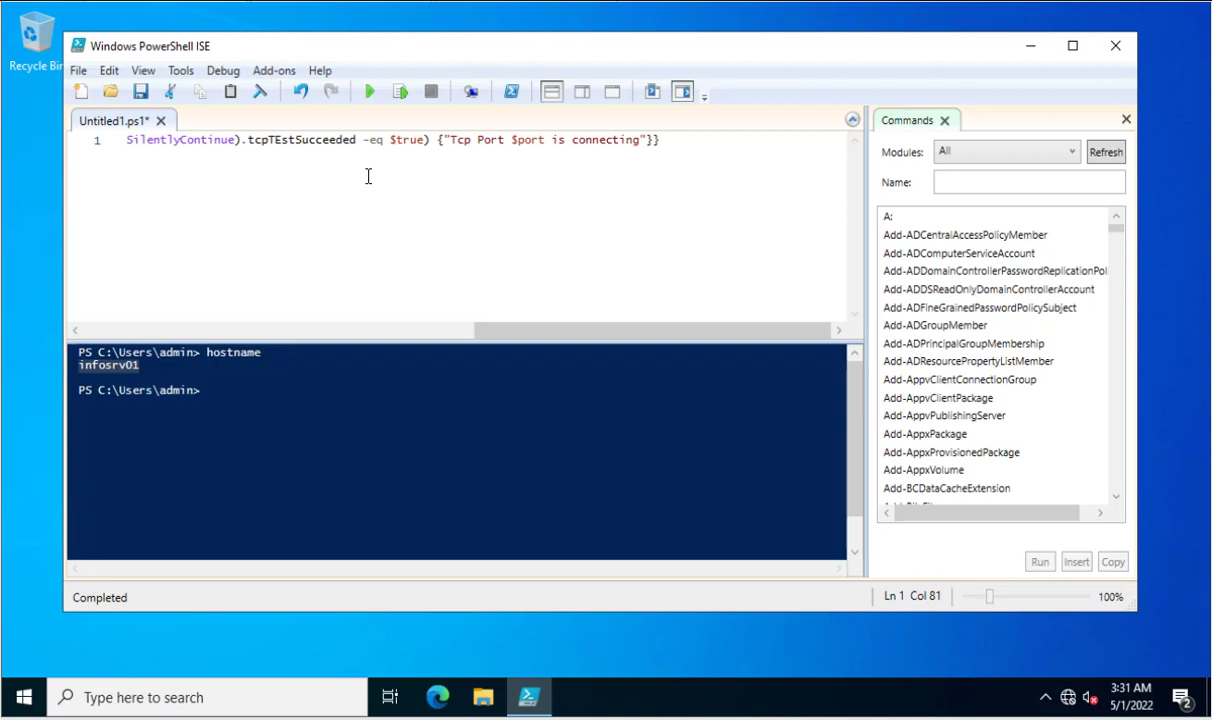 Recycle Bin
Windows PowerShell ISE
File Edit View Tools Debug Add-ons Help
Untitled1.ps1*
1 SilentlyContinue).tcpTEstSucceeded -eq $true) {"Tcp Port $port is connecting"}}
PS C:\Users\admin> hostname
infosrv01
PS C:\Users\admin>
Commands
Modules: All Refresh
Name:
A:
Add-ADCentralAccessPolicyMember
Add-ADComputerServiceAccount
Add-ADDomainControllerPasswordReplicationPol
Add-ADDSReadOnlyDomainControllerAccount
Add-ADFineGrainedPasswordPolicySubject
Add-ADGroupMember
Add-ADPrincipalGroupMembership
Add-ADResourcePropertyListMember
Add-AppvClientConnectionGroup
Add-AppvClientPackage
Add-AppvPublishingServer
Add-AppxPackage
Add-AppxProvisionedPackage
Add-AppxVolume
Add-BCDataCacheExtension
Run Insert Copy
Completed
Ln 1 Col 81 100%
Type here to search
3:31 AM
5/1/2022
2